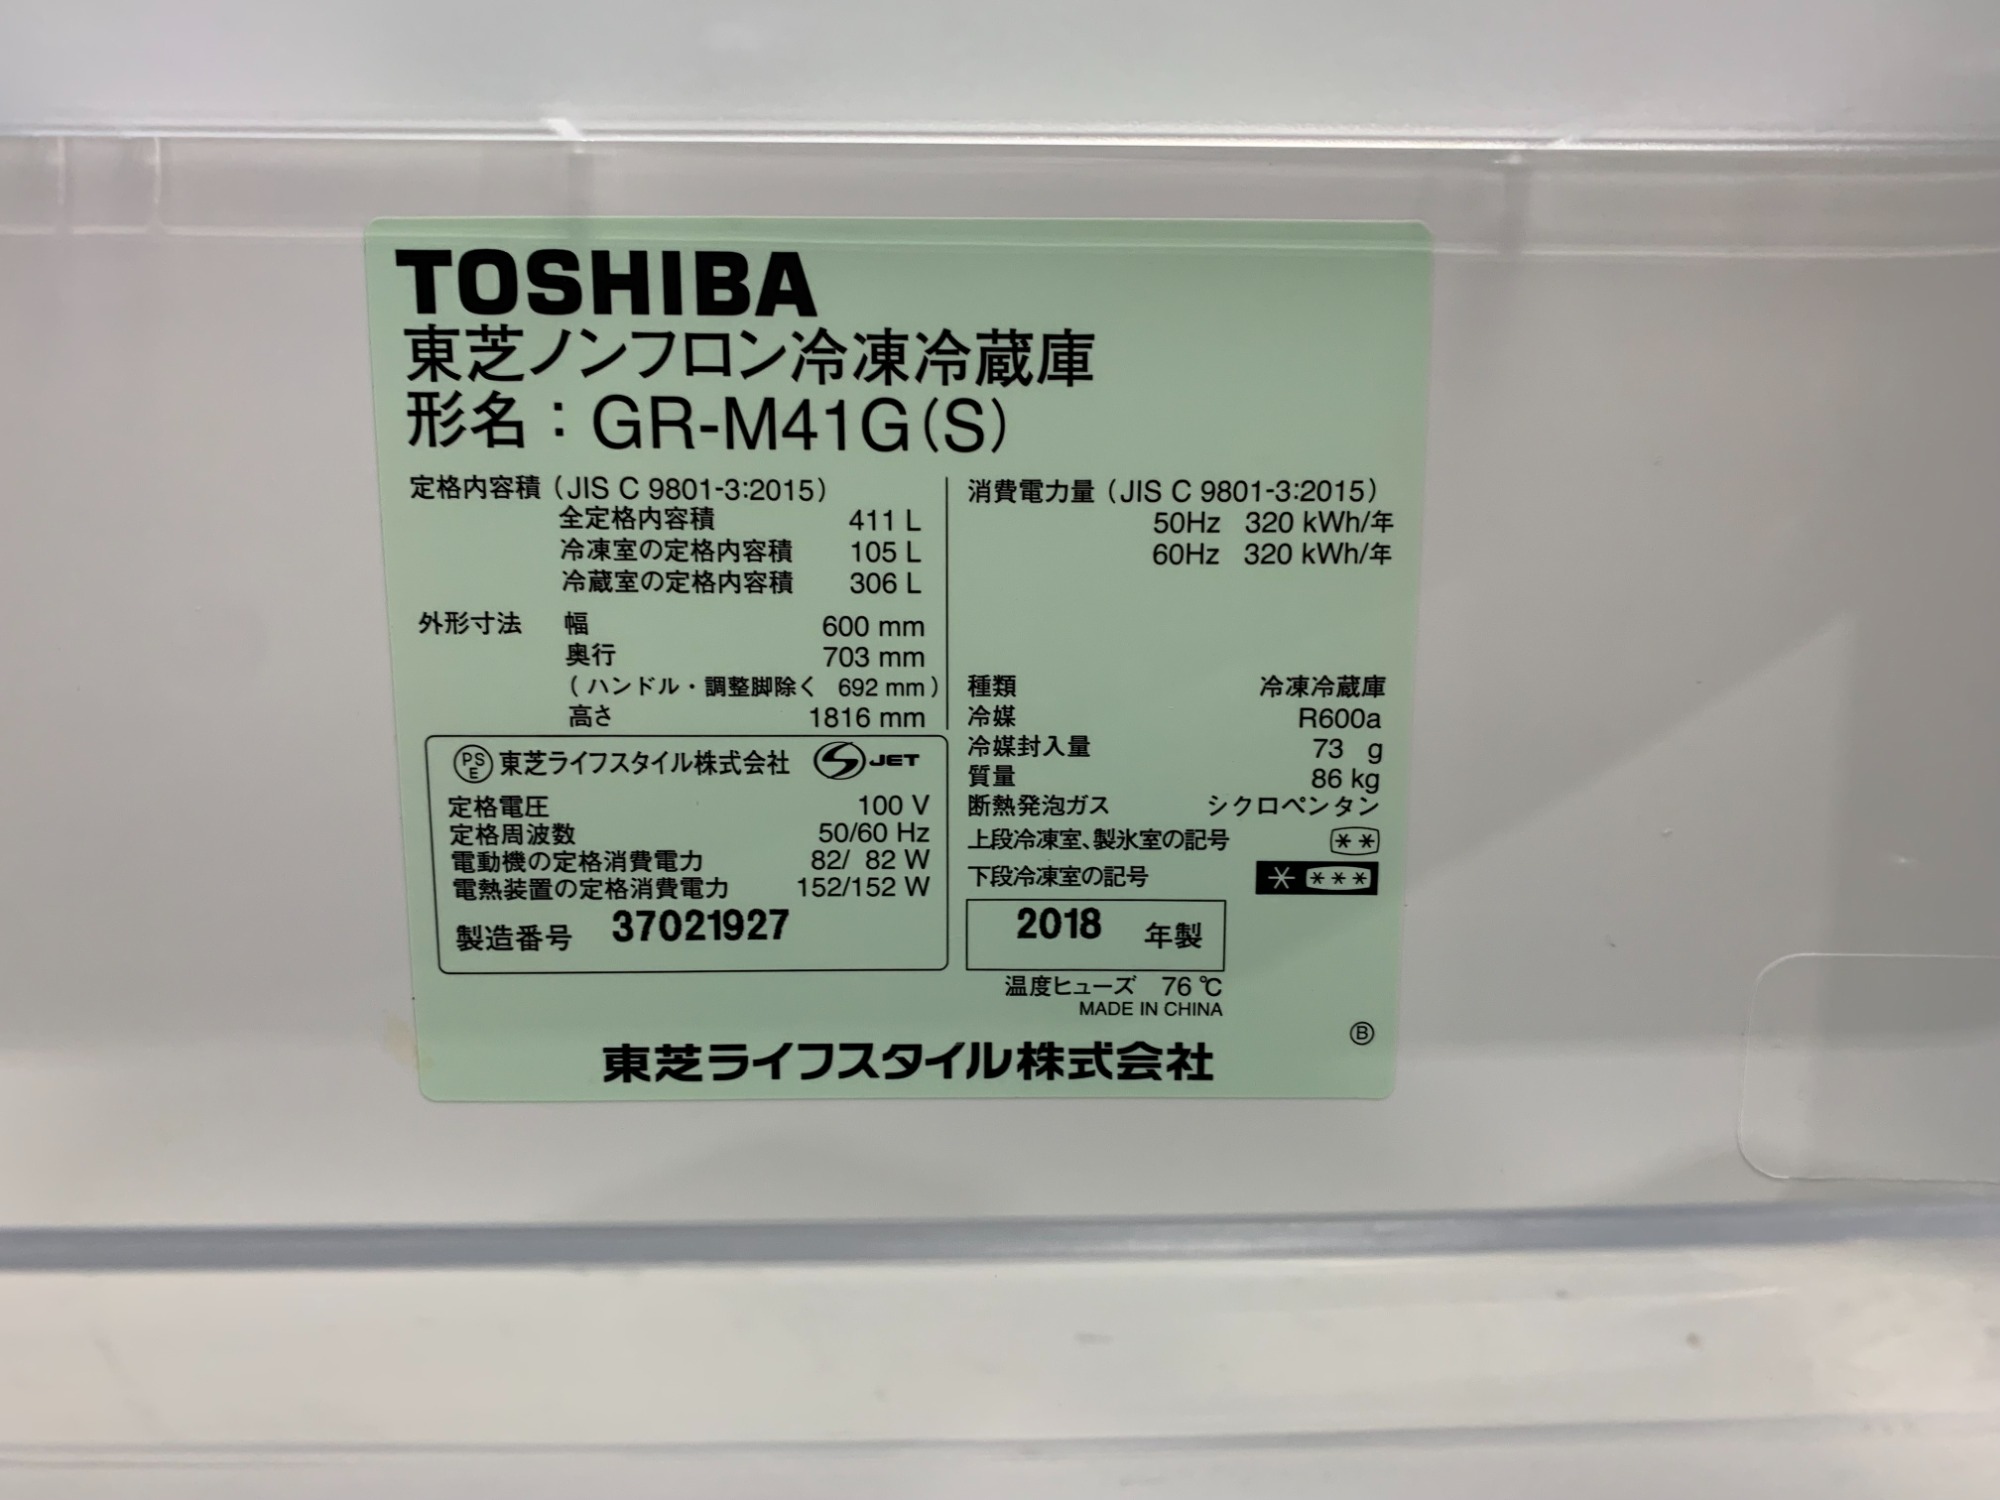 TOSHIBA
東芝ノンフロン冷凍冷蔵庫
形名：GR-M41G(S)
定格内容積（JIS C 9801-3:2015）
全定格内容積 411 L
冷凍室の定格内容積 105 L
冷蔵室の定格内容積 306 L
外形寸法 幅 600 mm
奥行 703 mm
（ハンドル・調整脚除く 692 mm）
高さ 1816 mm
PSE 東芝ライフスタイル株式会社 S JET
定格電圧 100 V
定格周波数 50/60 Hz
電動機の定格消費電力 82/ 82 W
電熱装置の定格消費電力 152/152 W
製造番号 37021927
消費電力量（JIS C 9801-3:2015）
50Hz 320 kWh/年
60Hz 320 kWh/年
種類 冷凍冷蔵庫
冷媒 R600a
冷媒封入量 73 g
質量 86 kg
断熱発泡ガス シクロペンタン
上段冷凍室、製氷室の記号 **
下段冷凍室の記号 * ***
2018 年製
温度ヒューズ 76 ℃
MADE IN CHINA
Ⓑ
東芝ライフスタイル株式会社